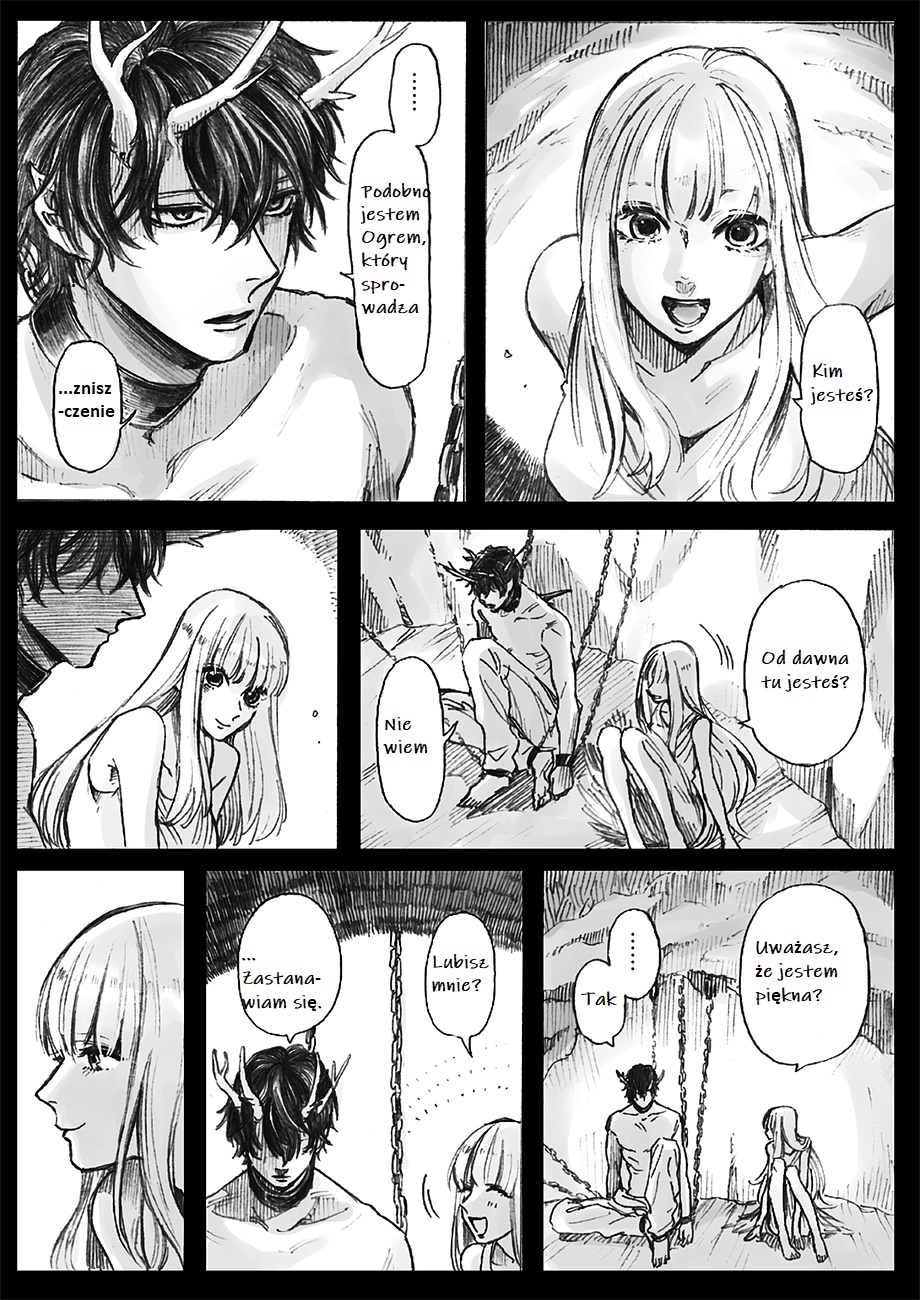 Kim
jesteś?
......
Podobno
jestem
Ogrem,
który
spro-
wadza
...znisz
-czenie
Od dawna
tu jesteś?
Nie
wiem
Uważasz,
że jestem
piękna?
......
Tak
Lubisz
mnie?
...
Zastana-
wiam się.